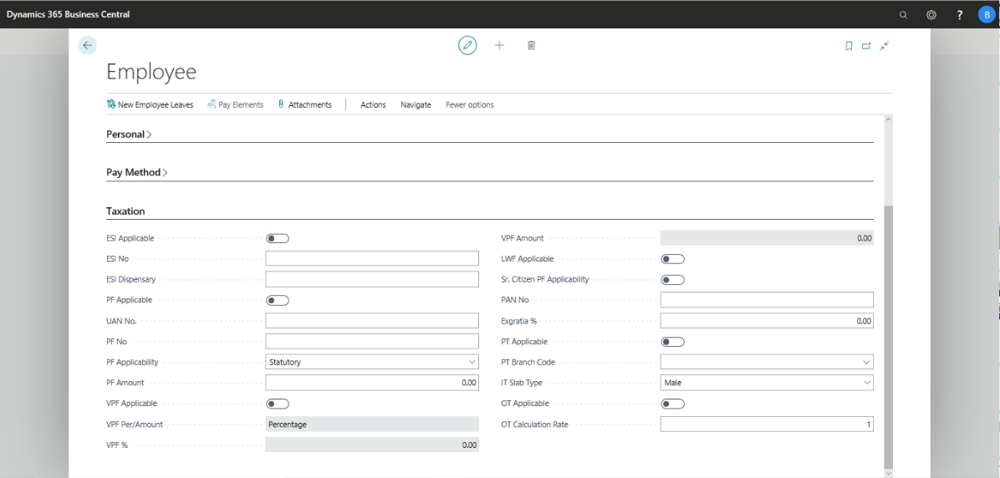 Dynamics 365 Business Central
? B
Employee
New Employee Leaves Pay Elements Attachments Actions Navigate Fewer options
Personal
Pay Method
Taxation
ESI Applicable
ESI No
ESI Dispensary
PF Applicable
UAN No.
PF No
PF Applicability Statutory
PF Amount 0.00
VPF Applicable
VPF Per/Amount Percentage
VPF % 0.00
VPF Amount 0.00
LWF Applicable
Sr. Citizen PF Applicability
PAN No
Exgratia % 0.00
PT Applicable
PT Branch Code
IT Slab Type Male
OT Applicable
OT Calculation Rate 1